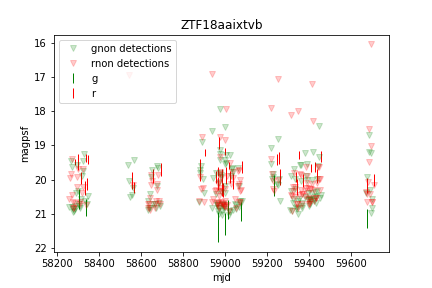 ZTF18aaixtvb
gnon detections
rnon detections
g
r
magpsf
16
17
18
19
20
21
22
58200 58400 58600 58800 59000 59200 59400 59600
mjd